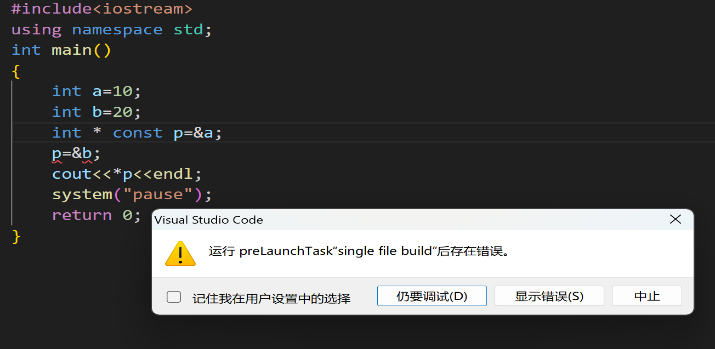 #include<iostream>
using namespace std;
int main()
{
    int a=10;
    int b=20;
    int * const p=&a;
    p=&b;
    cout<<*p<<endl;
    system("pause");
    return 0;
}
Visual Studio Code
运行 preLaunchTask“single file build”后存在错误。
记住我在用户设置中的选择
仍要调试(D)
显示错误(S)
中止